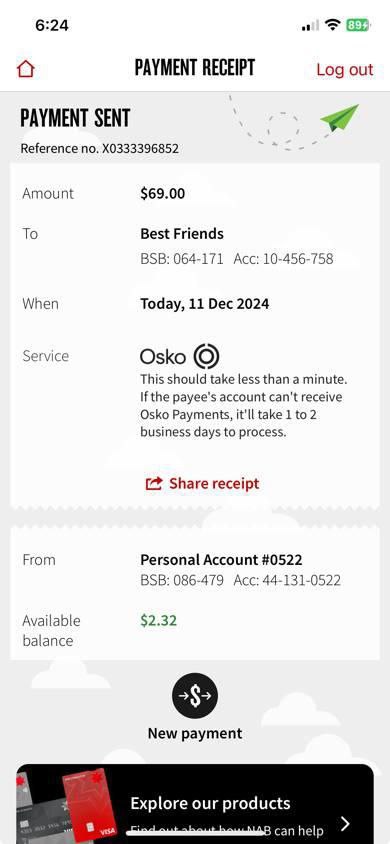 6:24
89
PAYMENT RECEIPT
Log out
PAYMENT SENT
Reference no. X0333396852
Amount
$69.00
To
Best Friends
BSB: 064-171 Acc: 10-456-758
When
Today, 11 Dec 2024
Service
Osko
This should take less than a minute.
If the payee's account can't receive
Osko Payments, it'll take 1 to 2
business days to process.
Share receipt
From
Personal Account #0522
BSB: 086-479 Acc: 44-131-0522
Available
balance
$2.32
New payment
Explore our products
Find out about how NAB can help
VISA